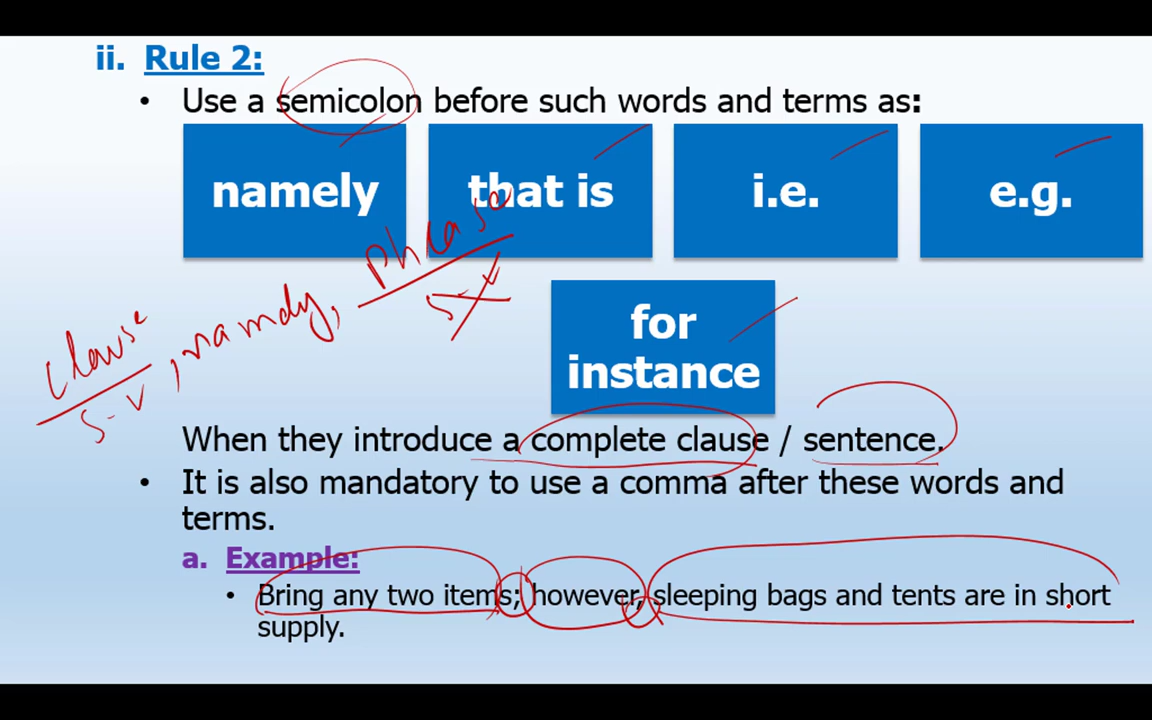 ii. Rule 2:
• Use a semicolon before such words and terms as:
namely
that is
i.e.
e.g.
for
instance
Clause
S-V
, namely,
Phrase
S-V
When they introduce a complete clause / sentence.
• It is also mandatory to use a comma after these words and
terms.
a. Example:
• Bring any two items; however, sleeping bags and tents are in short
supply.